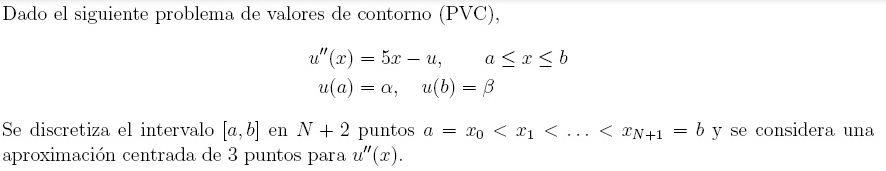 Dado el siguiente problema de valores de contorno (PVC),
u′′(x) = 5x − u, a ≤ x ≤ b
u(a) = α, u(b) = β
Se discretiza el intervalo [a, b] en N + 2 puntos a = x₀ < x₁ < … < x_{N+1} = b y se considera una
aproximación centrada de 3 puntos para u′′(x).